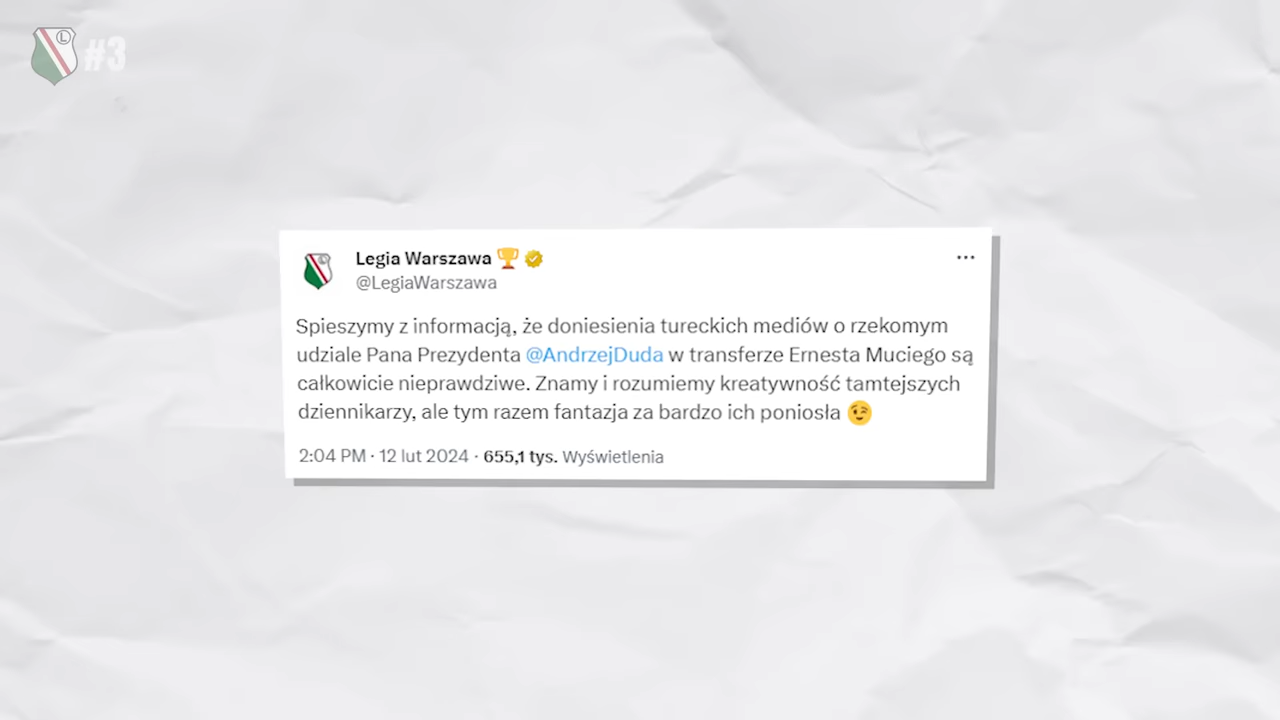 #3
Legia Warszawa 🏆
@LegiaWarszawa
Spieszymy z informacją, że doniesienia tureckich mediów o rzekomym
udziale Pana Prezydenta @AndrzejDuda w transferze Ernesta Muciego są
całkowicie nieprawdziwe. Znamy i rozumiemy kreatywność tamtejszych
dziennikarzy, ale tym razem fantazja za bardzo ich poniosła 😉
2:04 PM · 12 lut 2024 · 655,1 tys. Wyświetlenia